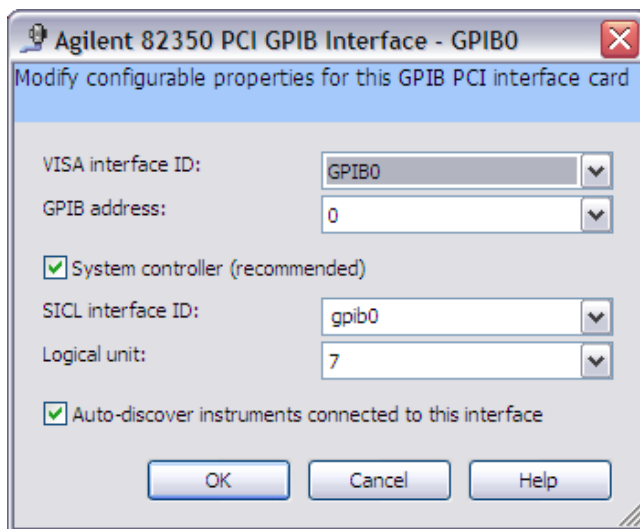 Agilent 82350 PCI GPIB Interface - GPIB0
Modify configurable properties for this GPIB PCI interface card
VISA interface ID: GPIB0
GPIB address: 0
System controller (recommended)
SICL interface ID: gpib0
Logical unit: 7
Auto-discover instruments connected to this interface
OK Cancel Help